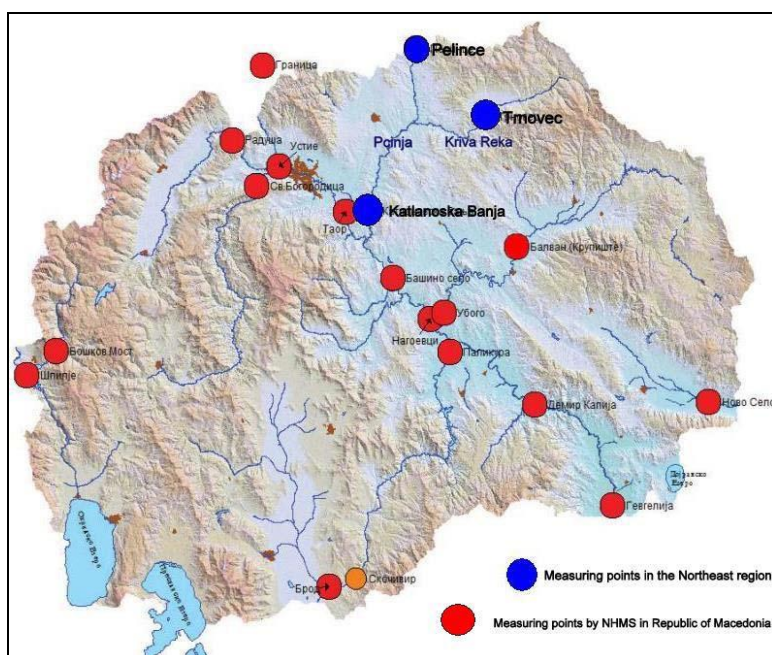 Pelince
Граница
Trnovec
Pcinja
Kriva Reka
Радуша
Устие
Св.Богородица
Katlanoska Banja
Таор
Балван (Крупиште)
Башино село
Убого
Нагоевци
Паликура
Бошков Мост
Шпилје
Демир Капија
Ново Село
Гевгелија
Скочивир
Брод
Measuring points in the Northeast region
Measuring points by NHMS in Republic of Macedonia